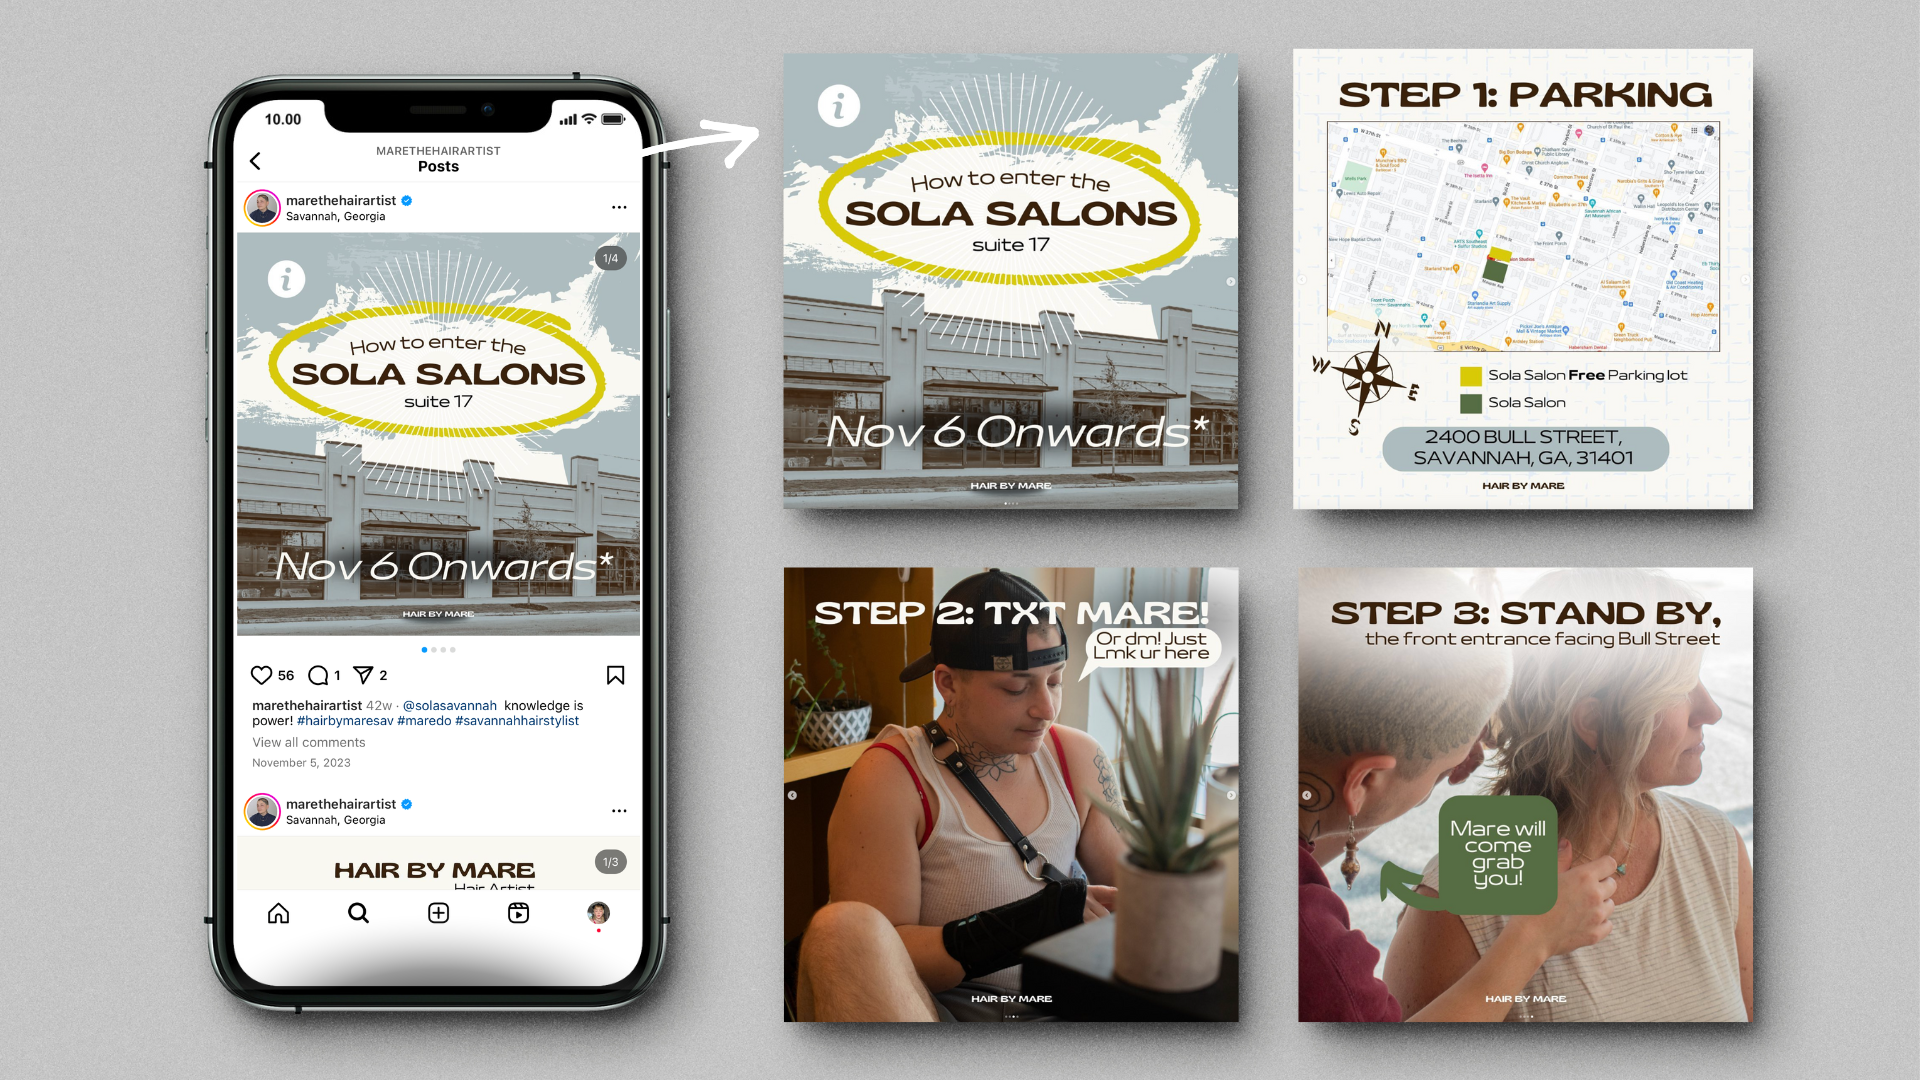 10.00
MARETHEHAIRARTIST
Posts
marethehairartist
Savannah, Georgia
1/4
How to enter the
SOLA SALONS
suite 17
Nov 6 Onwards*
HAIR BY MARE
56 1 2
marethehairartist 42w · @solasavannah knowledge is
power! #hairbymaresav #maredo #savannahhairstylist
View all comments
November 5, 2023
marethehairartist
Savannah, Georgia
1/3
HAIR BY MARE
Hair Artist
How to enter the
SOLA SALONS
suite 17
Nov 6 Onwards*
HAIR BY MARE
STEP 1: PARKING
N
W
E
S
Sola Salon Free Parking lot
Sola Salon
2400 BULL STREET,
SAVANNAH, GA, 31401
HAIR BY MARE
STEP 2: TXT MARE!
Or dm! Just
Lmk ur here
HAIR BY MARE
STEP 3: STAND BY,
the front entrance facing Bull Street
Mare will
come
grab
you!
HAIR BY MARE